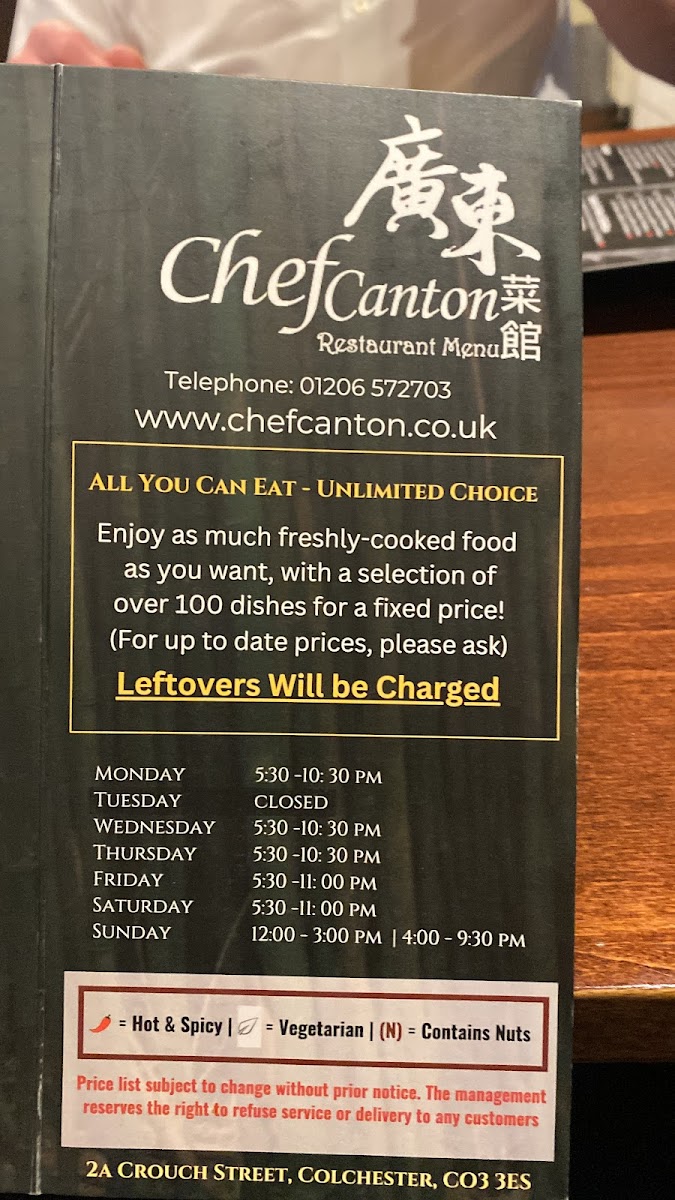 廣東
Chef Canton
菜館
Restaurant Menu
Telephone: 01206 572703
www.chefcanton.co.uk
ALL YOU CAN EAT - UNLIMITED CHOICE
Enjoy as much freshly-cooked food
as you want, with a selection of
over 100 dishes for a fixed price!
(For up to date prices, please ask)
Leftovers Will be Charged
MONDAY 5:30 -10: 30 PM
TUESDAY CLOSED
WEDNESDAY 5:30 -10: 30 PM
THURSDAY 5:30 -10: 30 PM
FRIDAY 5:30 -11: 00 PM
SATURDAY 5:30 -11: 00 PM
SUNDAY 12:00 - 3:00 PM | 4:00 - 9:30 PM
= Hot & Spicy | = Vegetarian | (N) = Contains Nuts
Price list subject to change without prior notice. The management
reserves the right to refuse service or delivery to any customers
2A CROUCH STREET, COLCHESTER, CO3 3ES